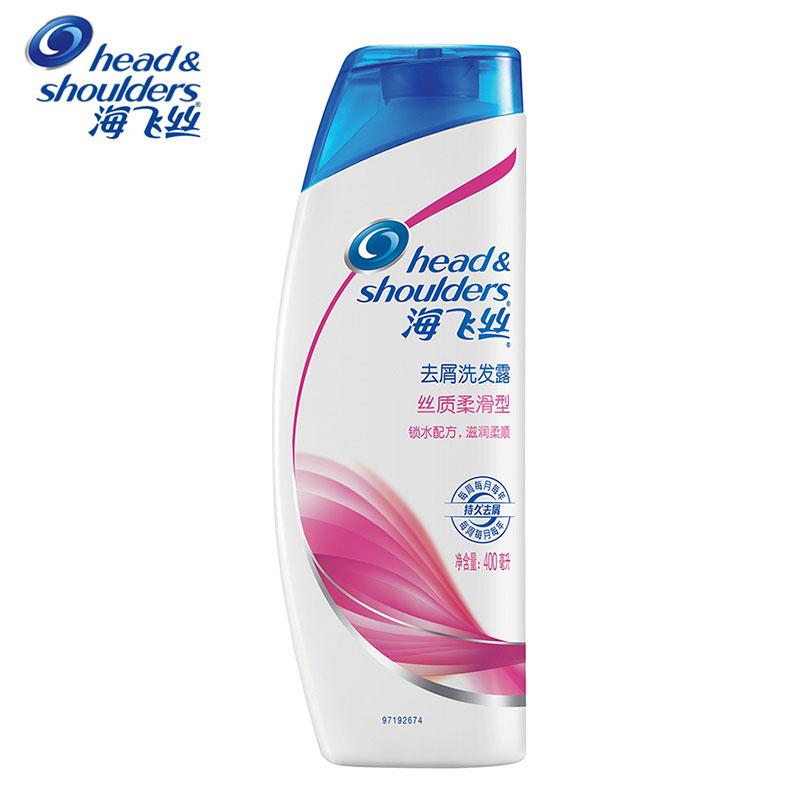 head&
shoulders®
海飞丝®
head&
shoulders®
海飞丝®
去屑洗发露
丝质柔滑型
锁水配方，滋润柔顺
每周每月每年
持久去屑
每周每月每年
净含量：400毫升
97192674